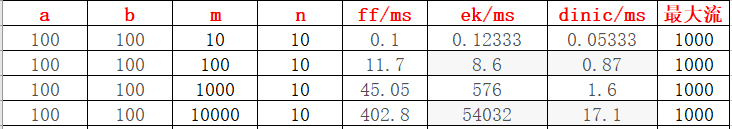 a b m n ff/ms ek/ms dinic/ms 最大流
100 100 10 10 0.1 0.12333 0.05333 1000
100 100 100 10 11.7 8.6 0.87 1000
100 100 1000 10 45.05 576 1.6 1000
100 100 10000 10 402.8 54032 17.1 1000